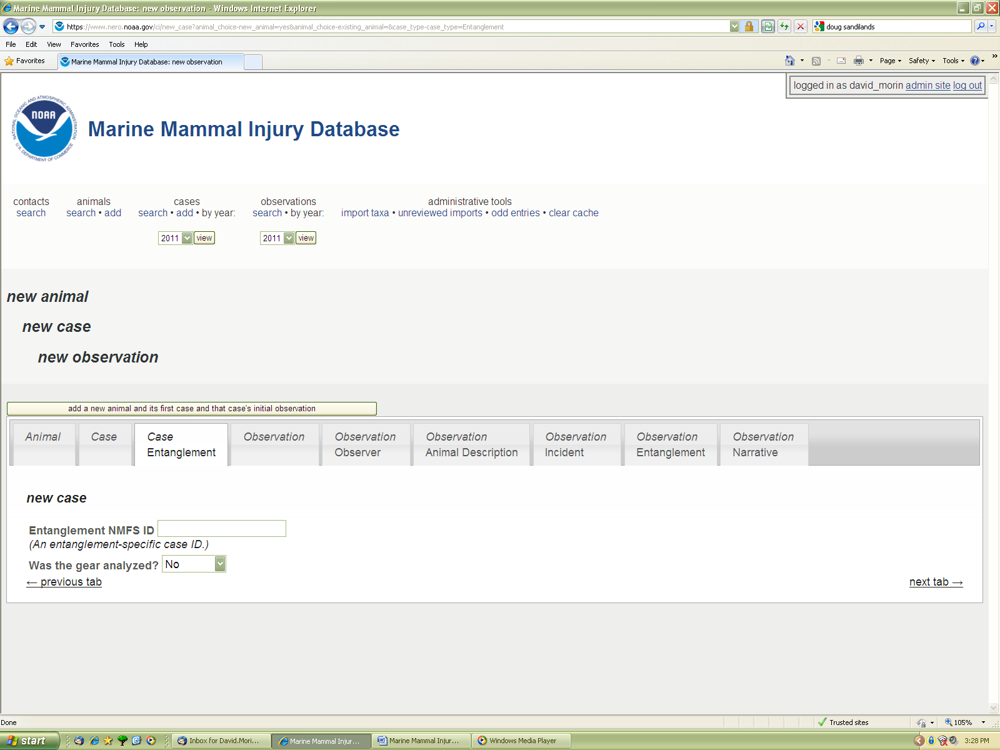 Marine Mammal Injury Database: new observation - Windows Internet Explorer
https://www.nero.noaa.gov/ci/new_case?animal_choice-new_animal=yes&animal_choice-existing_animal=&case_type-case_type=Entanglement
doug sandilands
File Edit View Favorites Tools Help
Favorites
Marine Mammal Injury Database: new observation
Page Safety Tools »
logged in as david_morin admin site log out
NATIONAL OCEANIC AND ATMOSPHERIC ADMINISTRATION
NOAA
U.S. DEPARTMENT OF COMMERCE
Marine Mammal Injury Database
contacts animals cases observations administrative tools
search search • add search • add • by year: search • by year: import taxa • unreviewed imports • odd entries • clear cache
2011 view 2011 view
new animal
new case
new observation
add a new animal and its first case and that case's initial observation
Animal Case Case Observation Observation Observation Observation Observation Observation
Entanglement Observer Animal Description Incident Entanglement Narrative
new case
Entanglement NMFS ID
(An entanglement-specific case ID.)
Was the gear analyzed? No
← previous tab next tab →
Done Trusted sites 105%
start Inbox for David.Mori... Marine Mammal Injur... Marine Mammal Injur... Windows Media Player 3:28 PM